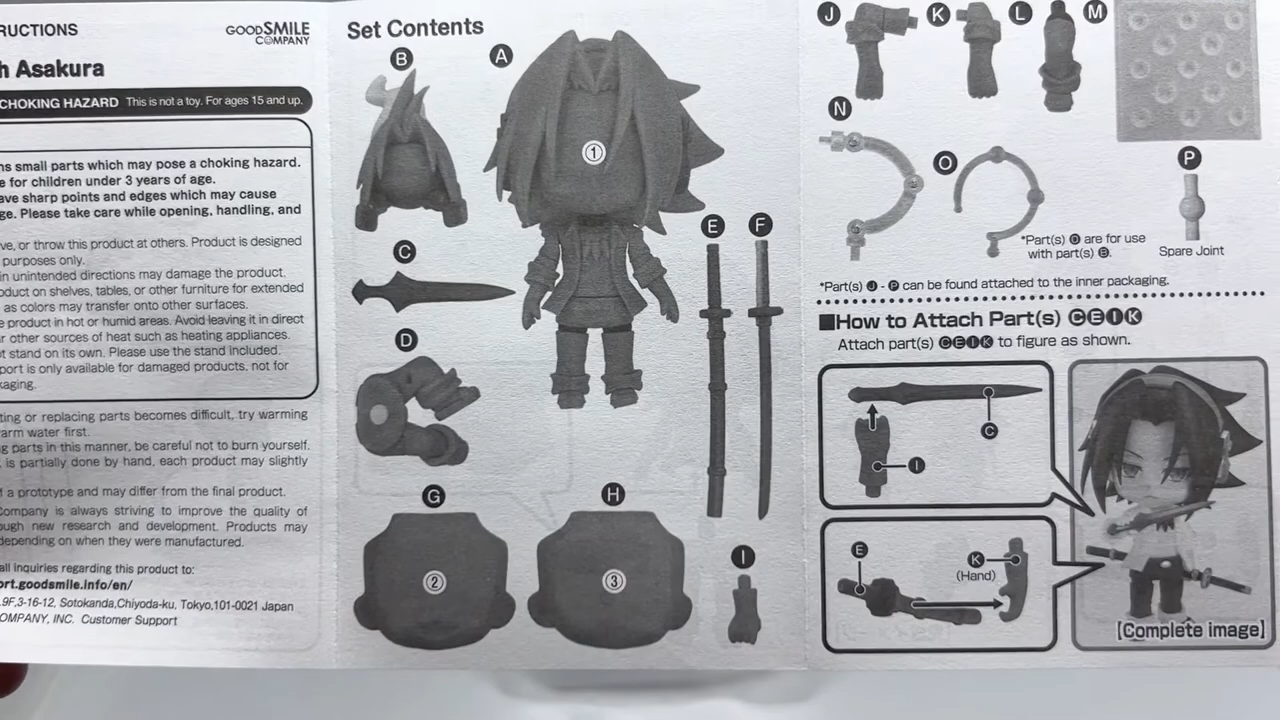 RUCTIONS
GOODSMILE
COMPANY
h Asakura
CHOKING HAZARD This is not a toy. For ages 15 and up.
ns small parts which may pose a choking hazard.
e for children under 3 years of age.
ave sharp points and edges which may cause
ge. Please take care while opening, handling, and
ve, or throw this product at others. Product is designed
purposes only.
in unintended directions may damage the product.
oduct on shelves, tables, or other furniture for extended
as colors may transfer onto other surfaces.
e product in hot or humid areas. Avoid leaving it in direct
r other sources of heat such as heating appliances.
t stand on its own. Please use the stand included.
port is only available for damaged products, not for
kaging.
ting or replacing parts becomes difficult, try warming
arm water first.
g parts in this manner, be careful not to burn yourself.
is partially done by hand, each product may slightly
f a prototype and may differ from the final product.
Company is always striving to improve the quality of
ough new research and development. Products may
depending on when they were manufactured.
all inquiries regarding this product to:
ort.goodsmile.info/en/
9F,3-16-12, Sotokanda,Chiyoda-ku, Tokyo,101-0021 Japan
OMPANY, INC. Customer Support
Set Contents
A
B
①
C
D
E
F
G
②
H
③
I
J
K
L
M
N
O
*Part(s) O are for use
with part(s) B.
P
Spare Joint
*Part(s) J - P can be found attached to the inner packaging.
■How to Attach Part(s) C E I K
Attach part(s) C E I K to figure as shown.
C
I
E
K
(Hand)
[Complete image]